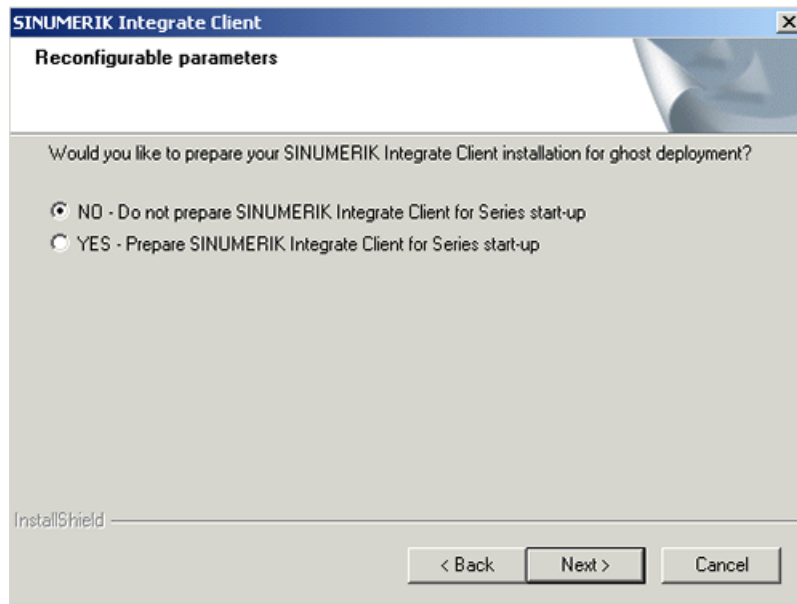 SINUMERIK Integrate Client
Reconfigurable parameters
Would you like to prepare your SINUMERIK Integrate Client installation for ghost deployment?
NO - Do not prepare SINUMERIK Integrate Client for Series start-up
YES - Prepare SINUMERIK Integrate Client for Series start-up
InstallShield
< Back Next > Cancel